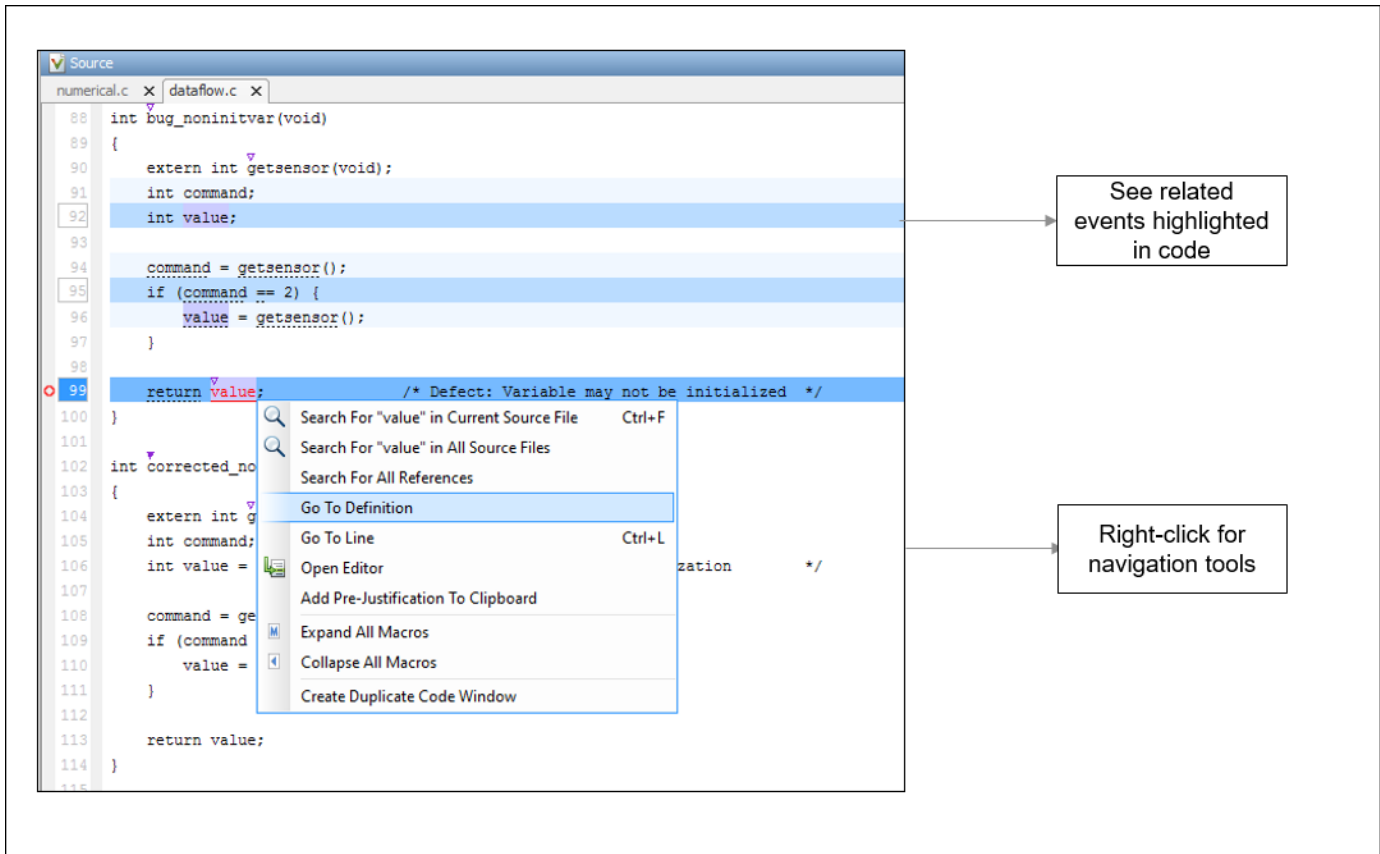 Source
numerical.c X dataflow.c X
88 int bug_noninitvar(void)
89 {
90 extern int getsensor(void);
91 int command;
92 int value;
93
94 command = getsensor();
95 if (command == 2) {
96 value = getsensor();
97 }
98
99 return value; /* Defect: Variable may not be initialized */
100 }
101
102 int corrected_no
103 {
104 extern int g
105 int command;
106 int value = zation */
107
108 command = ge
109 if (command
110 value =
111 }
112
113 return value;
114 }
115
Search For "value" in Current Source File Ctrl+F
Search For "value" in All Source Files
Search For All References
Go To Definition
Go To Line Ctrl+L
Open Editor
Add Pre-Justification To Clipboard
M Expand All Macros
Collapse All Macros
Create Duplicate Code Window
See related
events highlighted
in code
Right-click for
navigation tools